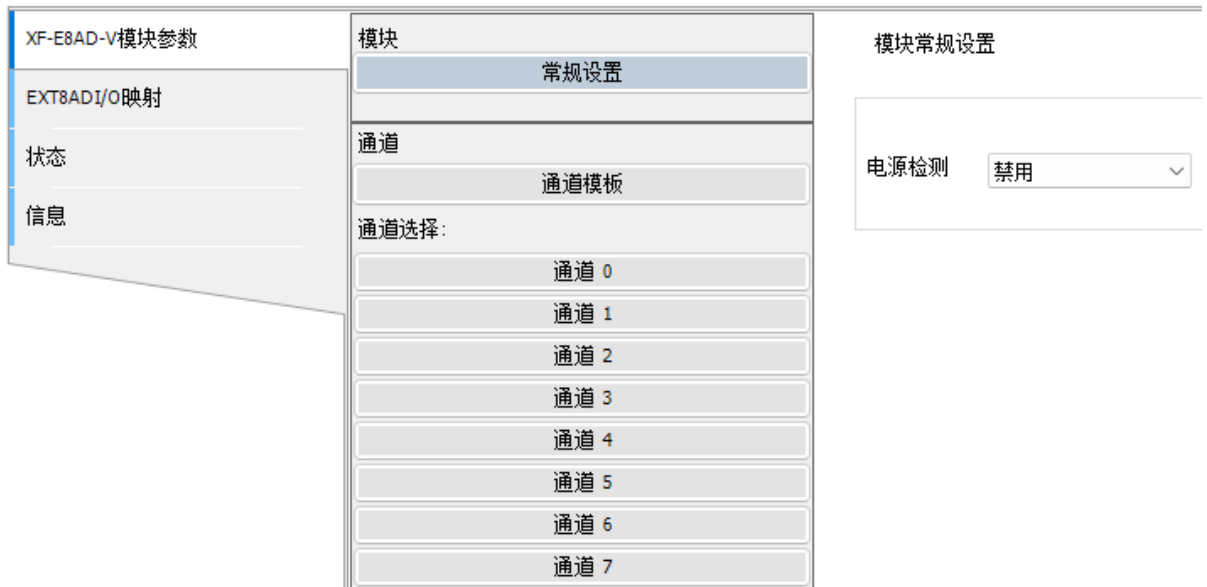 XF-E8AD-V模块参数
EXT8ADI/O映射
状态
信息
模块
常规设置
通道
通道模板
通道选择:
通道 0
通道 1
通道 2
通道 3
通道 4
通道 5
通道 6
通道 7
模块常规设置
电源检测 禁用